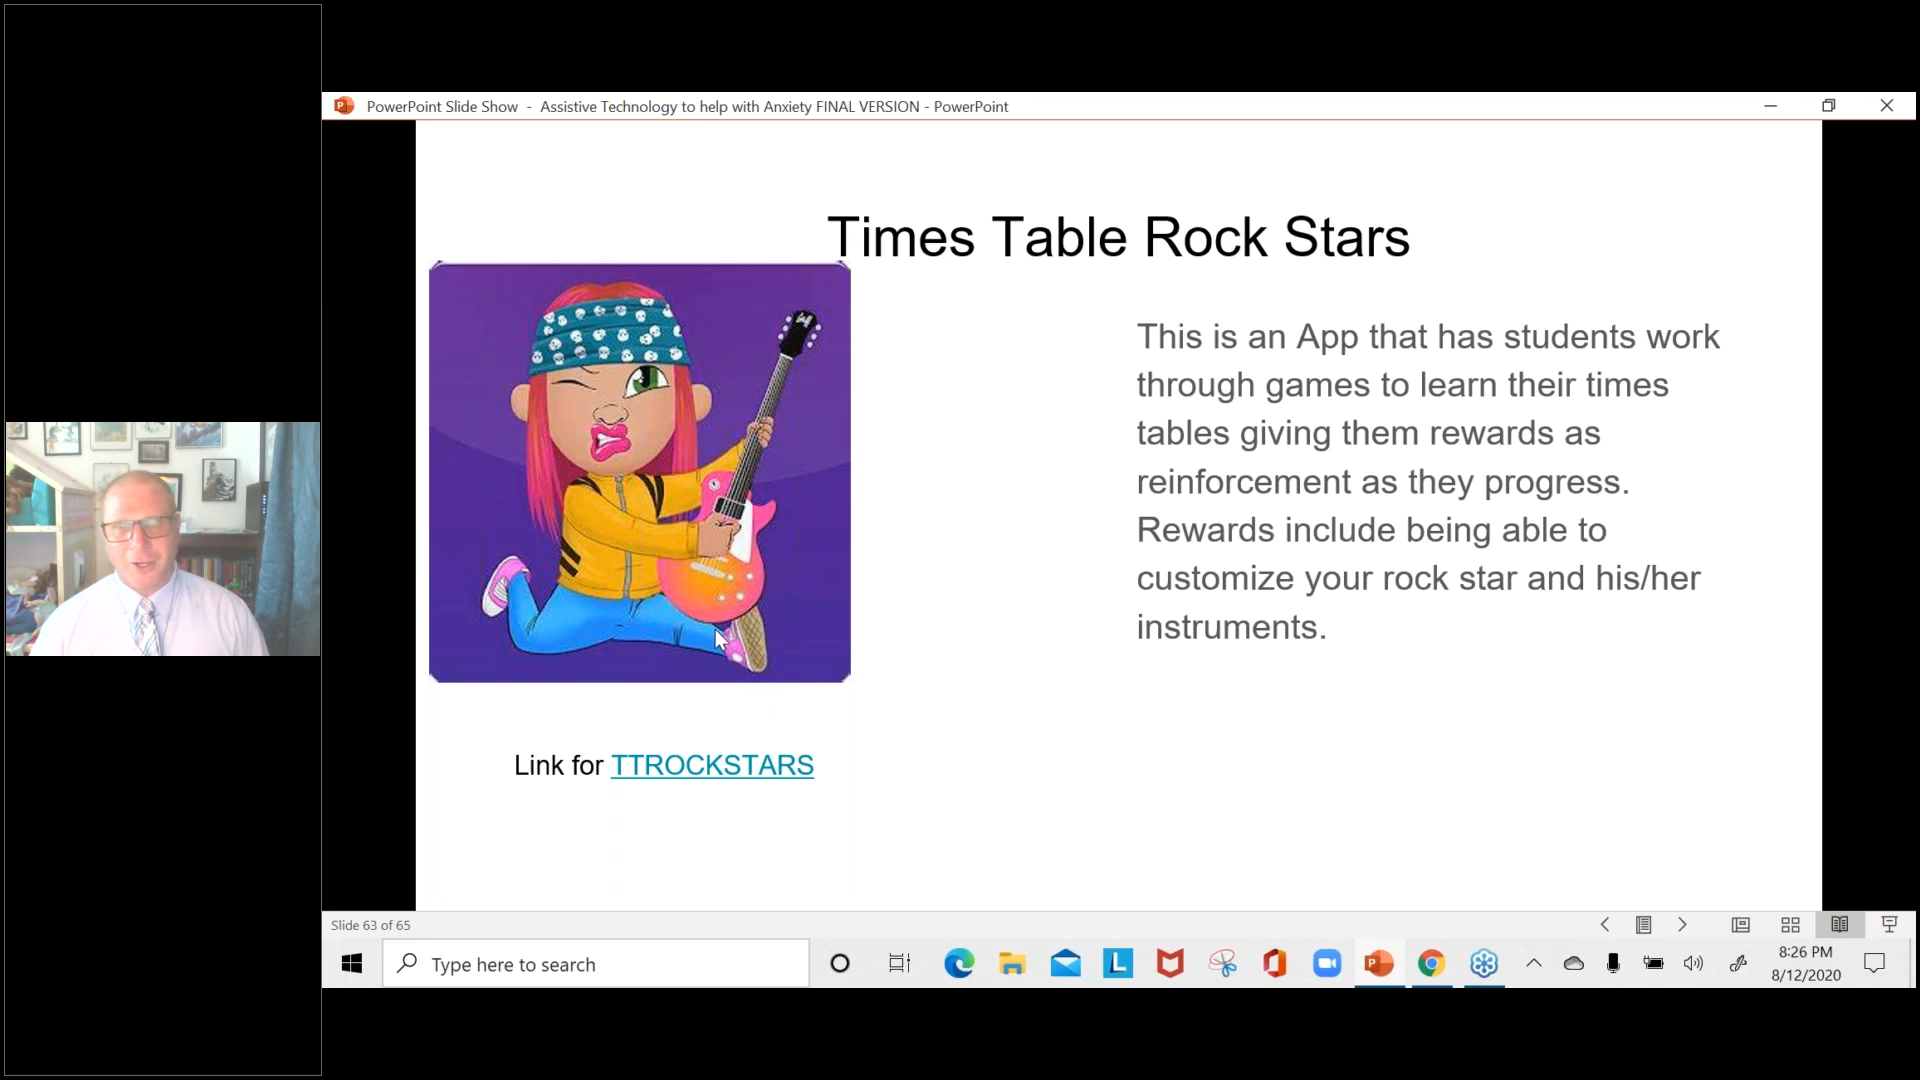 PowerPoint Slide Show - Assistive Technology to help with Anxiety FINAL VERSION - PowerPoint
Times Table Rock Stars
This is an App that has students work
through games to learn their times
tables giving them rewards as
reinforcement as they progress.
Rewards include being able to
customize your rock star and his/her
instruments.
Link for TTROCKSTARS
Slide 63 of 65
Type here to search
8:26 PM
8/12/2020